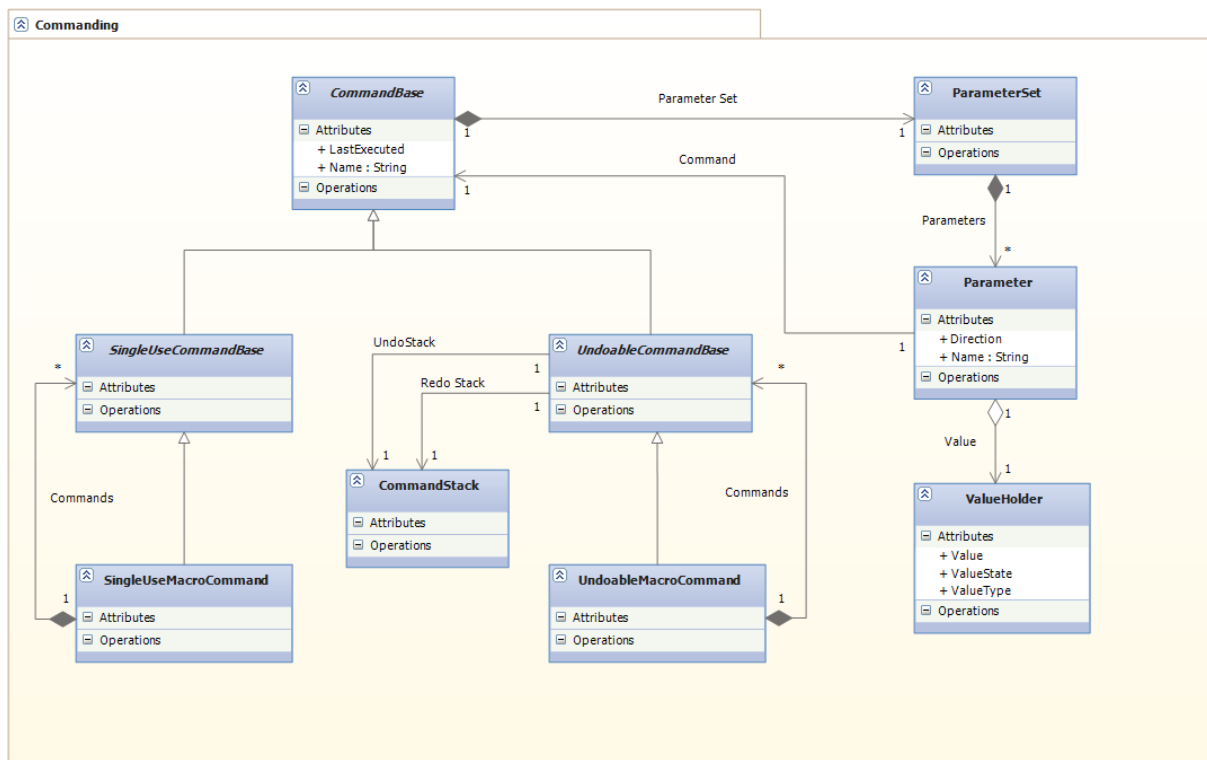 Commanding
CommandBase
Attributes
+ LastExecuted
+ Name : String
Operations
Parameter Set
1
1
ParameterSet
Attributes
Operations
Command
1
1
Parameters
1
*
Parameter
Attributes
+ Direction
+ Name : String
Operations
Value
1
1
ValueHolder
Attributes
+ Value
+ ValueState
+ ValueType
Operations
SingleUseCommandBase
Attributes
Operations
*
Commands
1
SingleUseMacroCommand
Attributes
Operations
UndoStack
1
1
Redo Stack
1
1
UndoableCommandBase
Attributes
Operations
CommandStack
Attributes
Operations
*
Commands
1
UndoableMacroCommand
Attributes
Operations